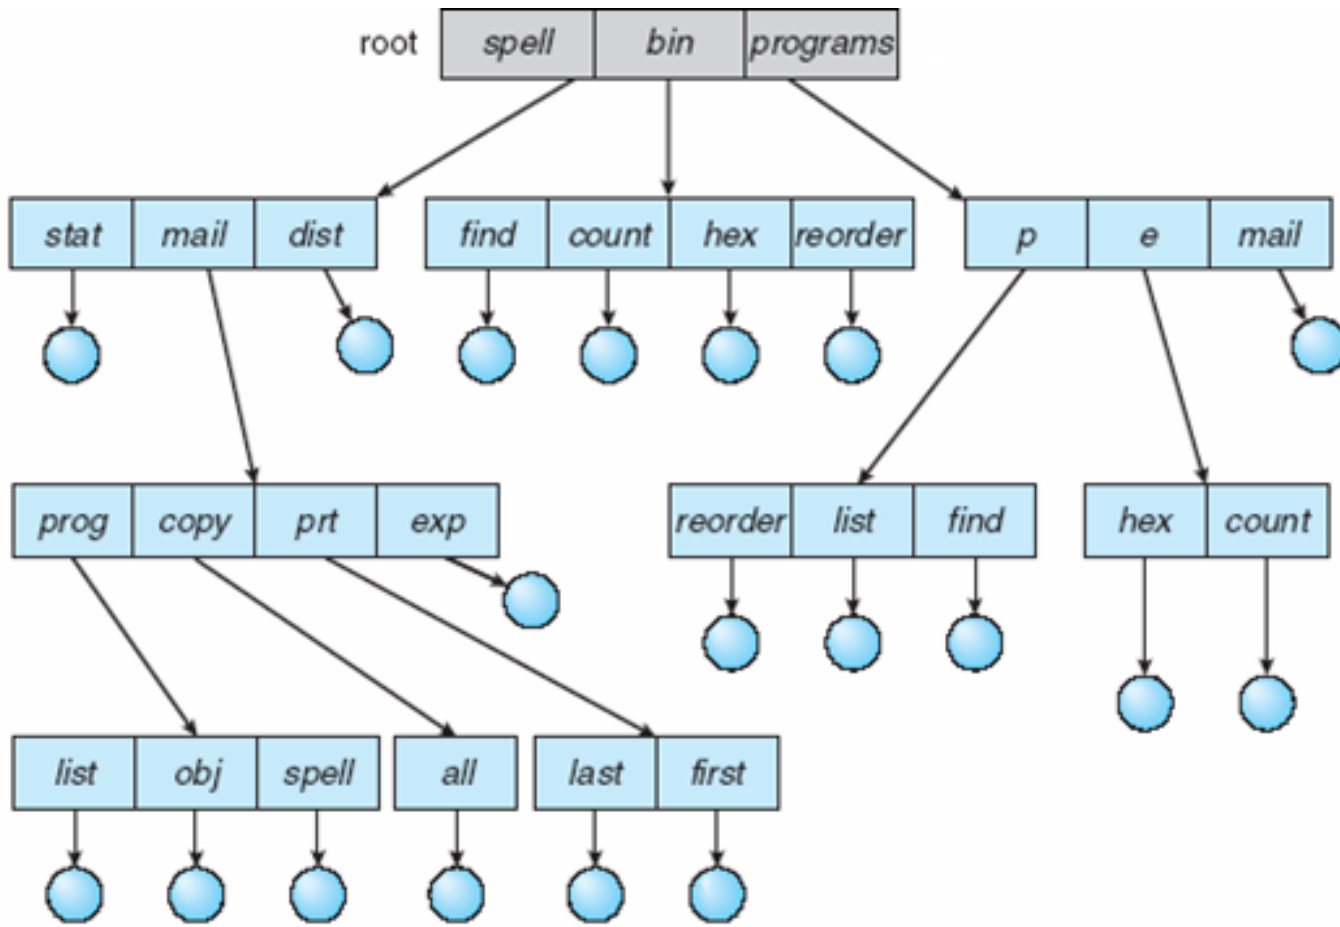 root spell bin programs
stat mail dist find count hex reorder p e mail
prog copy prt exp reorder list find hex count
list obj spell all last first